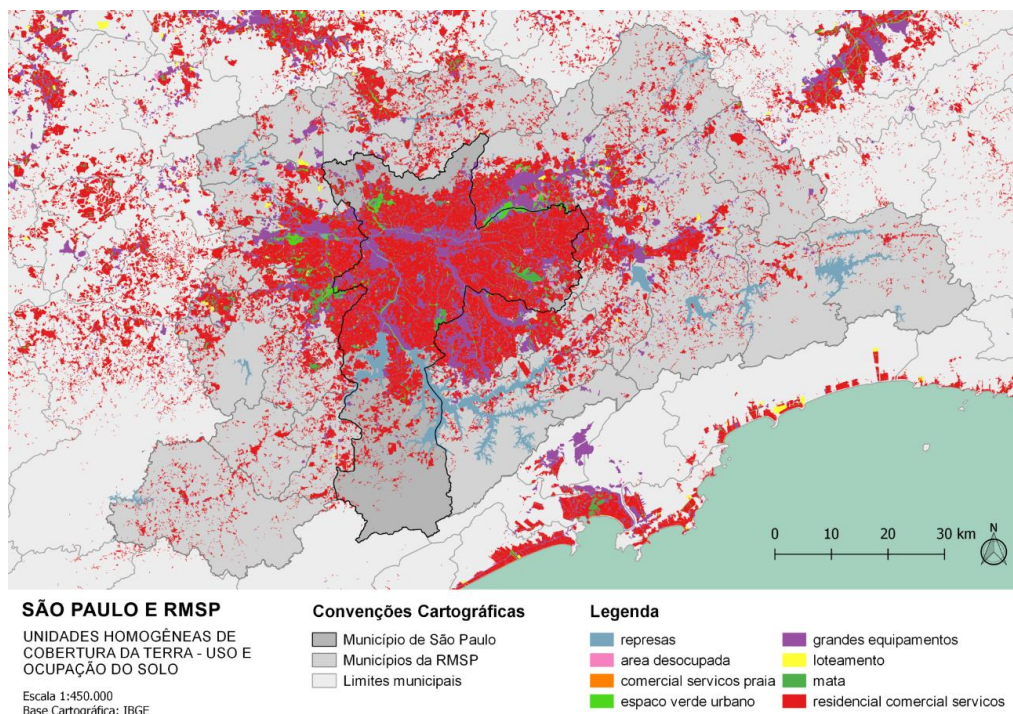 0 10 20 30 km
N
SÃO PAULO E RMSP
UNIDADES HOMOGÊNEAS DE
COBERTURA DA TERRA - USO E
OCUPAÇÃO DO SOLO
Escala 1:450.000
Base Cartográfica: IBGE
Convenções Cartográficas
Município de São Paulo
Municípios da RMSP
Limites municipais
Legenda
represas
area desocupada
comercial servicos praia
espaco verde urbano
grandes equipamentos
loteamento
mata
residencial comercial servicos